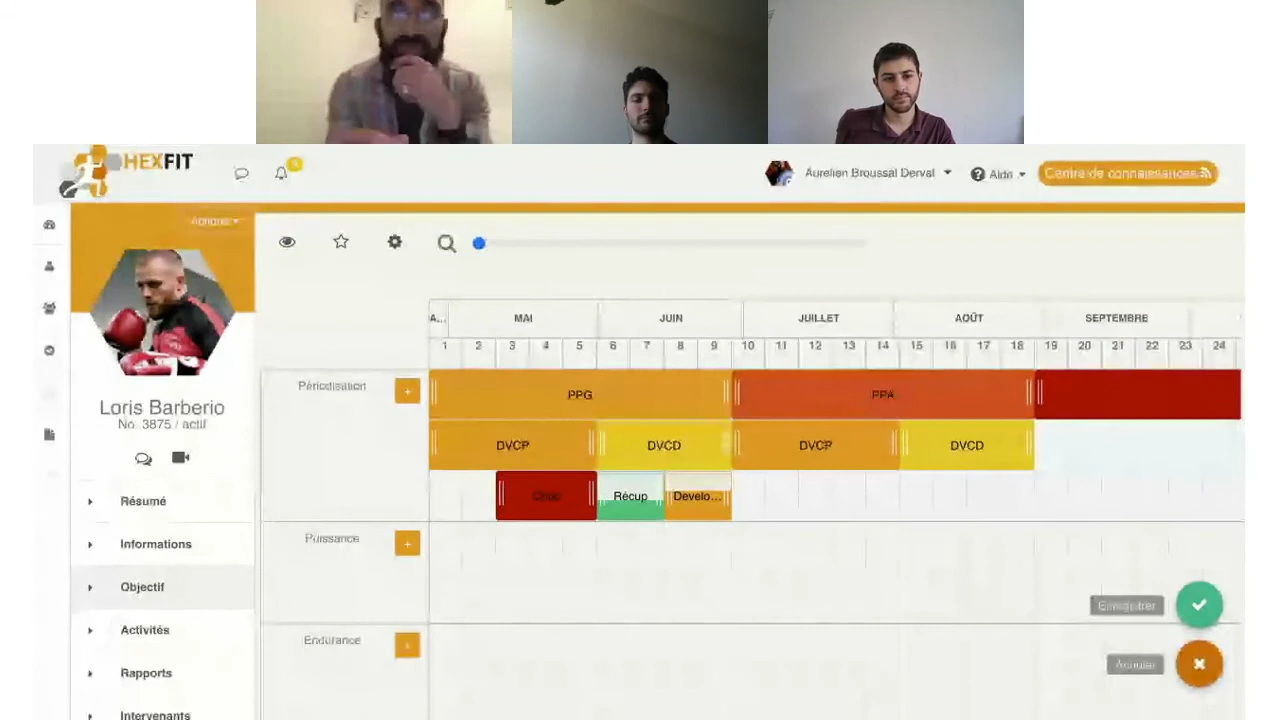 HEXFIT
Aurelien Broussal Derval
Aide
Centre de connaissances
Actions
A...
MAI
JUIN
JUILLET
AOÛT
SEPTEMBRE
1 2 3 4 5 6 7 8 9 10 11 12 13 14 15 16 17 18 19 20 21 22 23 24
Périodisation
+
PPG
PPA
DVCP
DVCD
DVCP
DVCD
Choc
Récup
Develo...
Loris Barberio
No. 3875 / actif
Résumé
Informations
Objectif
Activités
Rapports
Intervenants
Puissance
+
Endurance
+
Enregistrer
Annuler